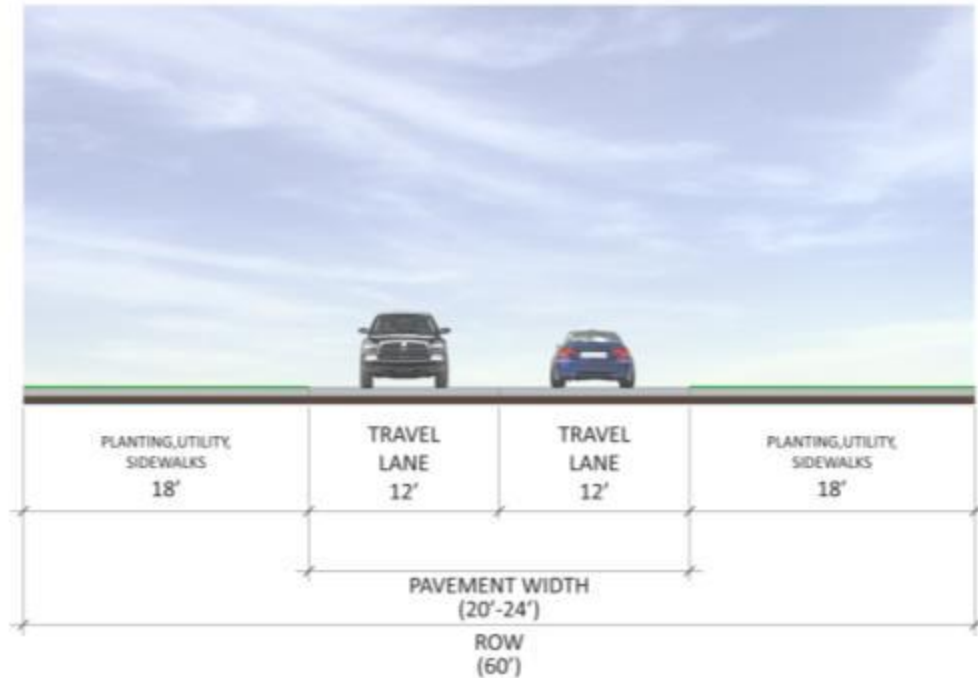 PLANTING,UTILITY,
SIDEWALKS
18’
TRAVEL
LANE
12’
TRAVEL
LANE
12’
PLANTING,UTILITY,
SIDEWALKS
18’
PAVEMENT WIDTH
(20’-24’)
ROW
(60’)